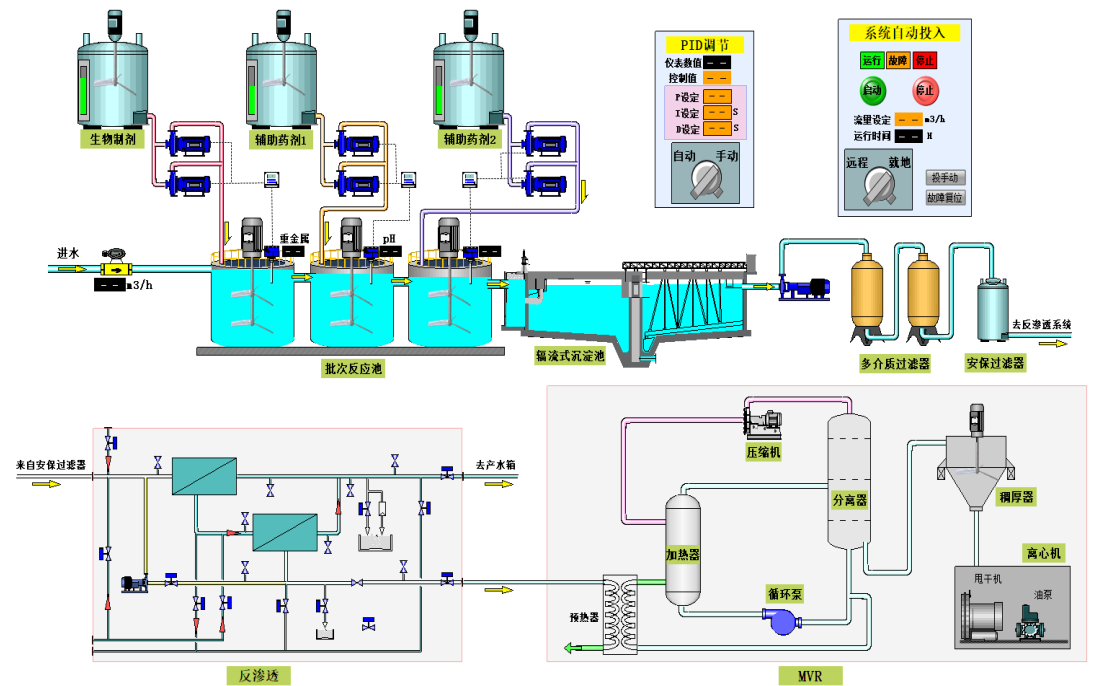 生物制剂
辅助药剂1
辅助药剂2
PID调节
仪表数值 --
控制值 --
P设定 --
I设定 -- S
D设定 -- S
自动 手动
系统自动投入
运行 故障 停止
启动 停止
流量设定 -- m3/h
运行时间 -- H
远程 就地
投手动
故障复位
进水
m3/h
重金属
pH
批次反应池
辐流式沉淀池
多介质过滤器
安保过滤器
去反渗透系统
来自安保过滤器
去产水箱
反渗透
压缩机
分离器
加热器
循环泵
预热器
稠厚器
离心机
甩干机
油泵
MVR